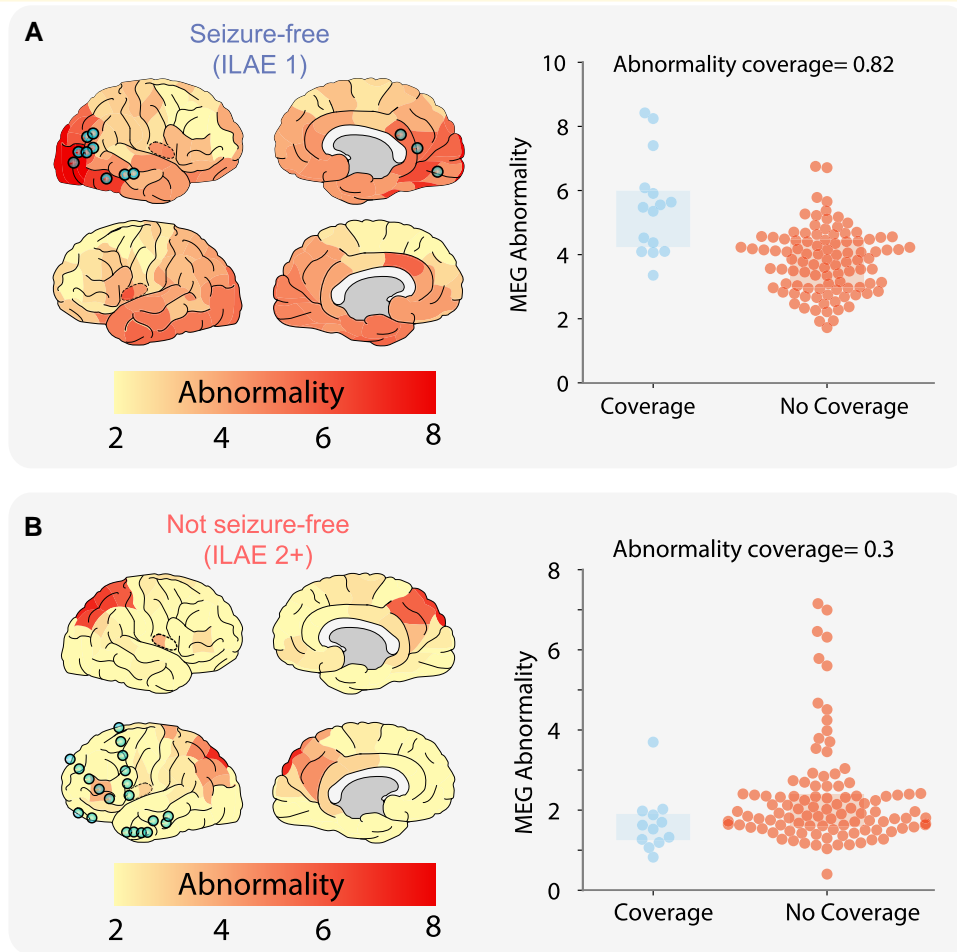 A
Seizure-free
(ILAE 1)
Abnormality
2 4 6 8
Abnormality coverage= 0.82
MEG Abnormality
10
8
6
4
2
0
Coverage No Coverage
B
Not seizure-free
(ILAE 2+)
Abnormality
2 4 6 8
Abnormality coverage= 0.3
MEG Abnormality
8
6
4
2
0
Coverage No Coverage